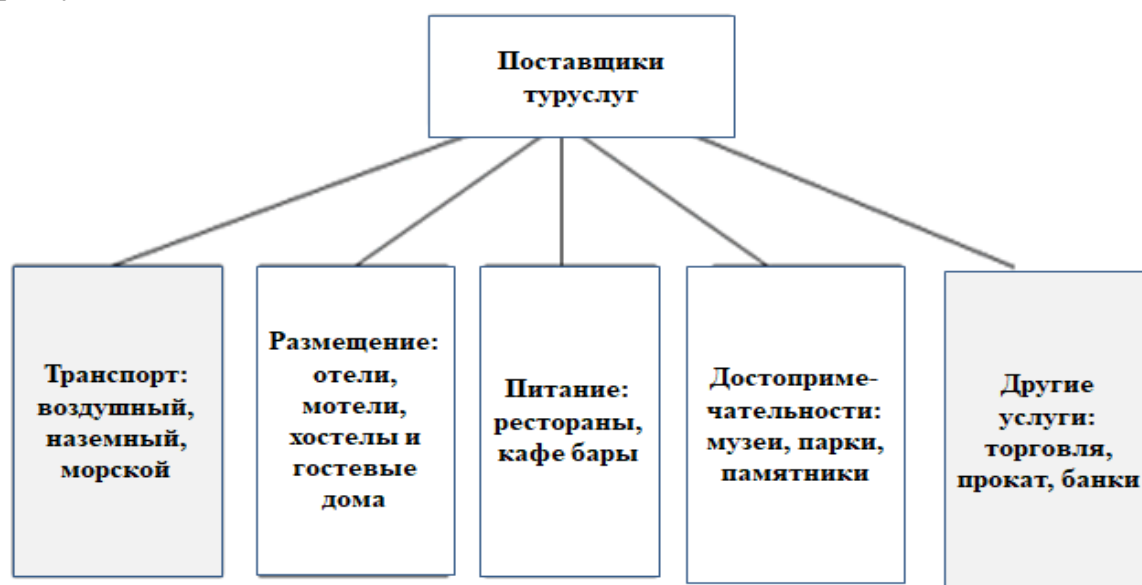 Поставщики
туруслуг
Транспорт:
воздушный,
наземный,
морской
Размещение:
отели,
мотели,
хостелы и
гостевые
дома
Питание:
рестораны,
кафе бары
Достоприме-
чательности:
музеи, парки,
памятники
Другие
услуги:
торговля,
прокат, банки